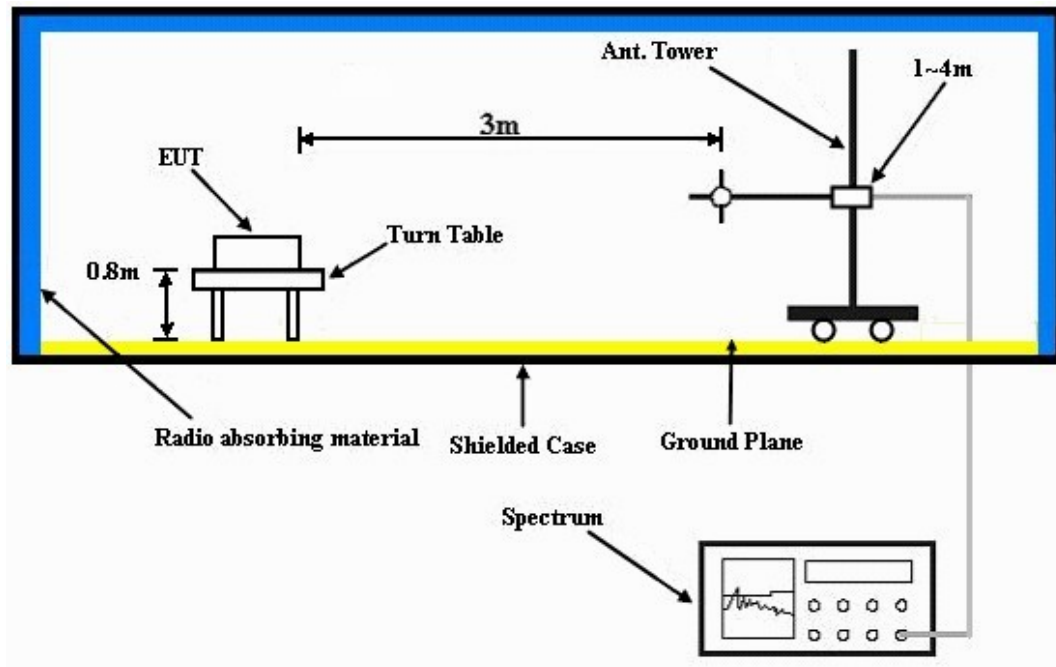 Ant. Tower
1~4m
3m
EUT
Turn Table
0.8m
Radio absorbing material
Shielded Case
Ground Plane
Spectrum